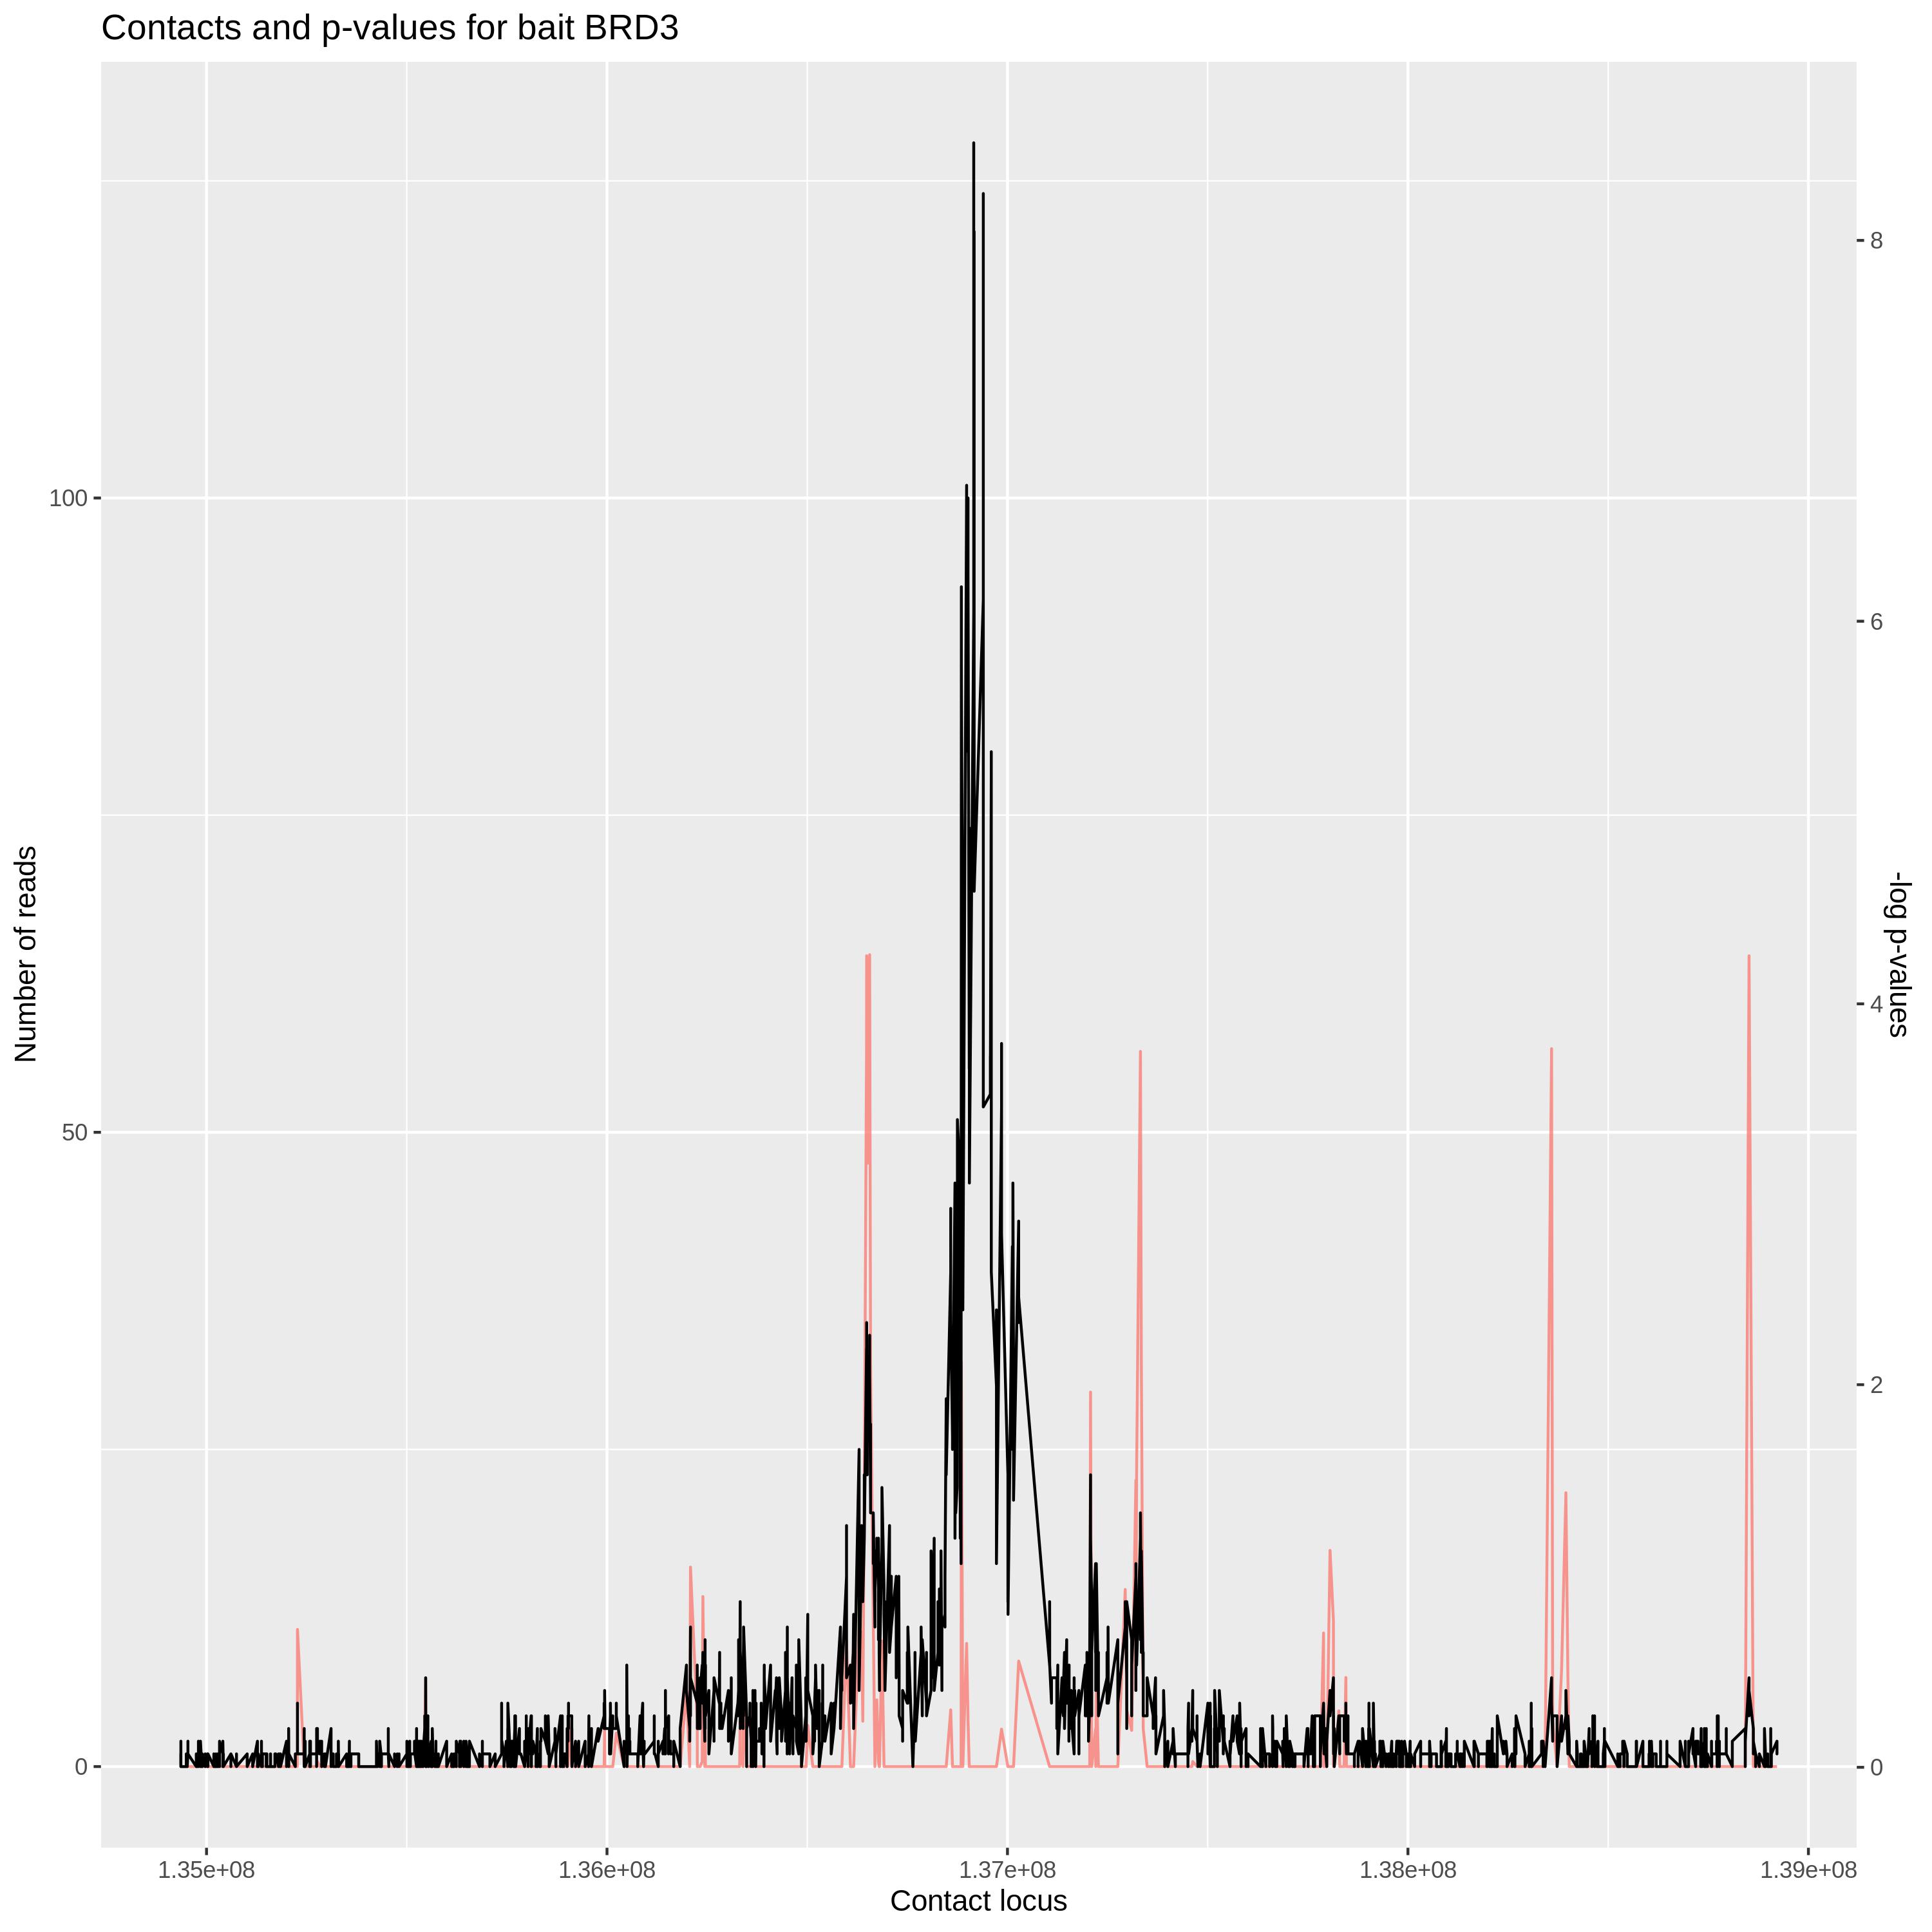 Contacts and p-values for bait BRD3
Number of reads
100
50
0
8
6
4
2
0
-log p-values
1.35e+08
1.36e+08
1.37e+08
1.38e+08
1.39e+08
Contact locus